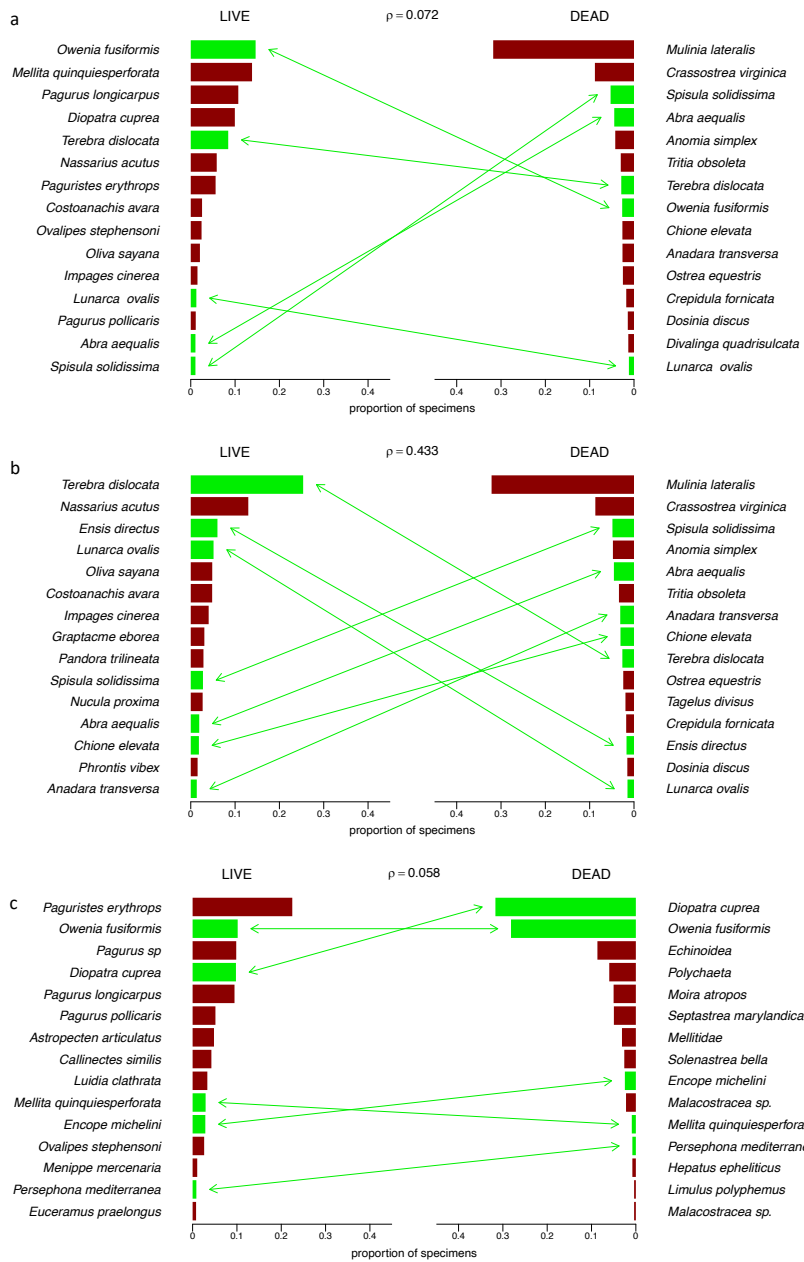 a
LIVE ρ = 0.072 DEAD
Owenia fusiformis Mulinia lateralis
Mellita quinquiesperforata Crassostrea virginica
Pagurus longicarpus Spisula solidissima
Diopatra cuprea Abra aequalis
Terebra dislocata Anomia simplex
Nassarius acutus Tritia obsoleta
Paguristes erythrops Terebra dislocata
Costoanachis avara Owenia fusiformis
Ovalipes stephensoni Chione elevata
Oliva sayana Anadara transversa
Impages cinerea Ostrea equestris
Lunarca ovalis Crepidula fornicata
Pagurus pollicaris Dosinia discus
Abra aequalis Divalinga quadrisulcata
Spisula solidissima Lunarca ovalis
0 0.1 0.2 0.3 0.4 0.4 0.3 0.2 0.1 0
proportion of specimens proportion of specimens
b
LIVE ρ = 0.433 DEAD
Terebra dislocata Mulinia lateralis
Nassarius acutus Crassostrea virginica
Ensis directus Spisula solidissima
Lunarca ovalis Anomia simplex
Oliva sayana Abra aequalis
Costoanachis avara Tritia obsoleta
Impages cinerea Anadara transversa
Graptacme eborea Chione elevata
Pandora trilineata Terebra dislocata
Spisula solidissima Ostrea equestris
Nucula proxima Tagelus divisus
Abra aequalis Crepidula fornicata
Chione elevata Ensis directus
Phrontis vibex Dosinia discus
Anadara transversa Lunarca ovalis
0 0.1 0.2 0.3 0.4 0.4 0.3 0.2 0.1 0
proportion of specimens proportion of specimens
c
LIVE ρ = 0.058 DEAD
Paguristes erythrops Diopatra cuprea
Owenia fusiformis Owenia fusiformis
Pagurus sp Echinoidea
Diopatra cuprea Polychaeta
Pagurus longicarpus Moira atropos
Pagurus pollicaris Septastrea marylandica
Astropecten articulatus Mellitidae
Callinectes similis Solenastrea bella
Luidia clathrata Encope michelini
Mellita quinquiesperforata Malacostracea sp.
Encope michelini Mellita quinquiesperfora
Ovalipes stephensoni Persephona mediterrane
Menippe mercenaria Hepatus epheliticus
Persephona mediterranea Limulus polyphemus
Euceramus praelongus Malacostracea sp.
0 0.1 0.2 0.3 0.4 0.4 0.3 0.2 0.1 0
proportion of specimens proportion of specimens